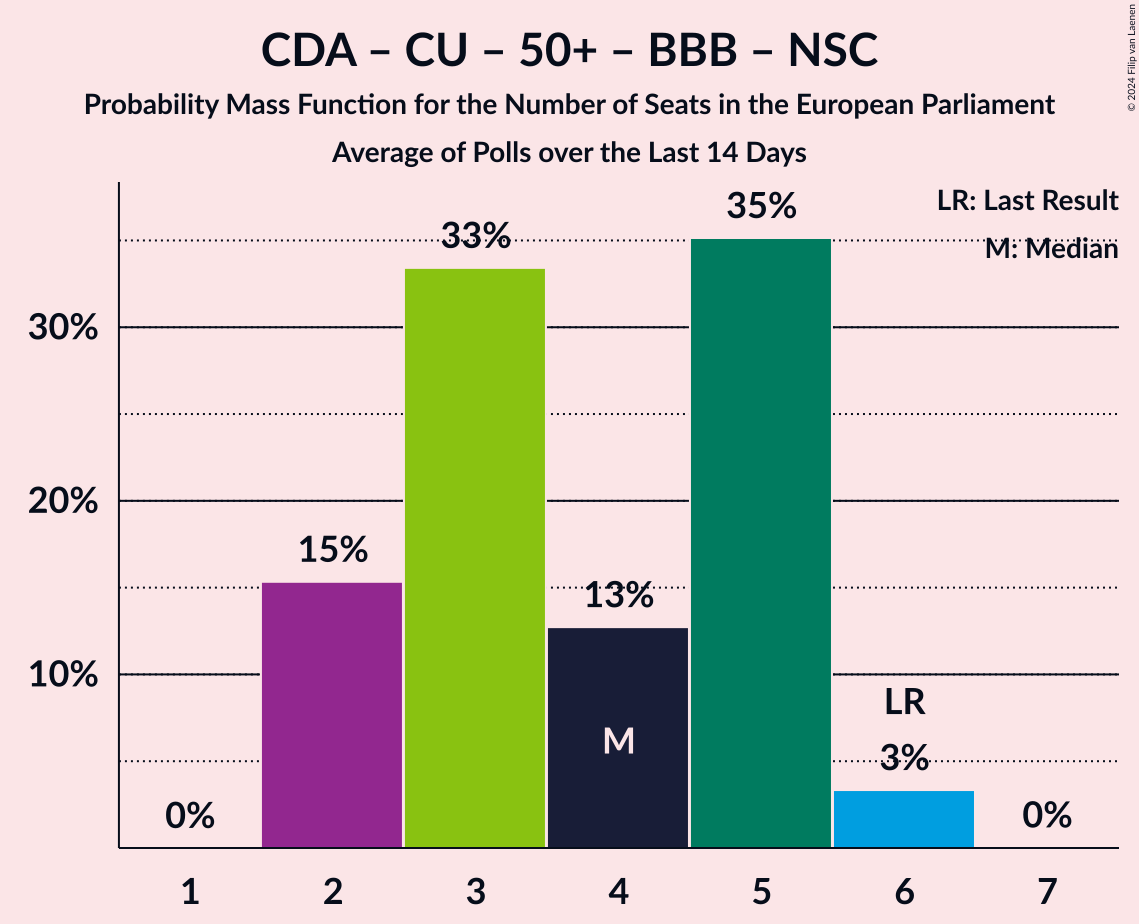 CDA – CU – 50+ – BBB – NSC
Probability Mass Function for the Number of Seats in the European Parliament
Average of Polls over the Last 14 Days
© 2024 Filip van Laenen
LR: Last Result
M: Median
35%
33%
30%
20%
15%
13%
10%
LR
M
3%
0%
0%
1 2 3 4 5 6 7